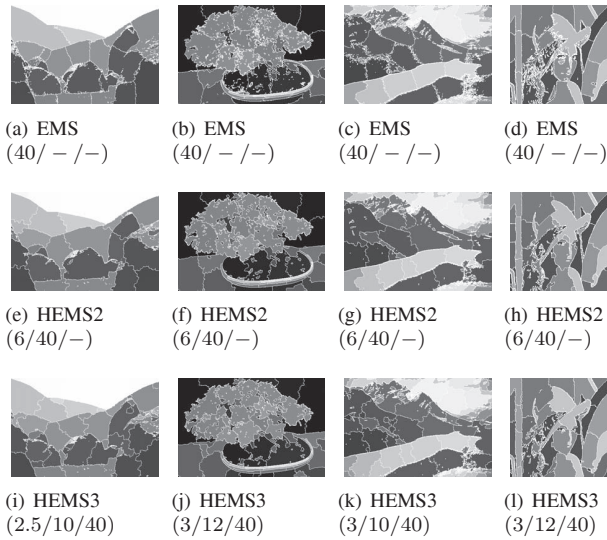 (a) EMS (b) EMS (c) EMS (d) EMS
(40/ − /−) (40/ − /−) (40/ − /−) (40/ − /−)
(e) HEMS2 (f) HEMS2 (g) HEMS2 (h) HEMS2
(6/40/−) (6/40/−) (6/40/−) (6/40/−)
(i) HEMS3 (j) HEMS3 (k) HEMS3 (l) HEMS3
(2.5/10/40) (3/12/40) (3/10/40) (3/12/40)